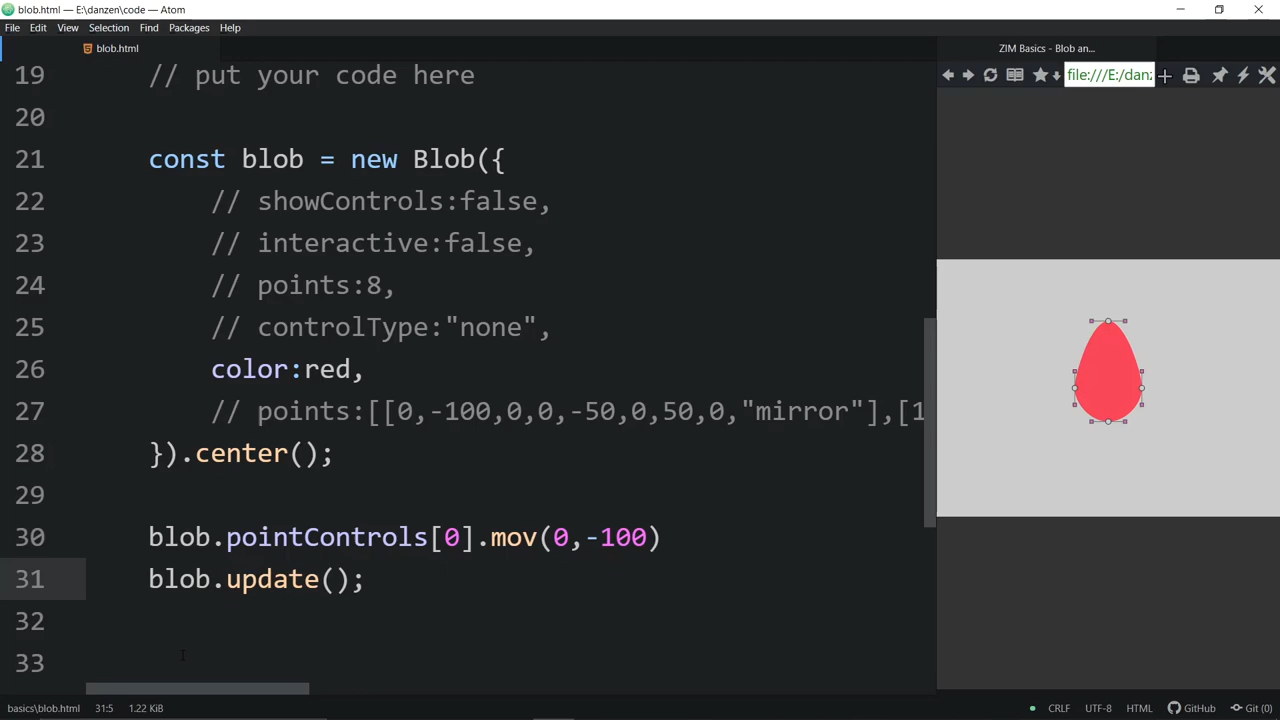 blob.html — E:\danzen\code — Atom
File Edit View Selection Find Packages Help
blob.html
ZIM Basics - Blob an...
file:///E:/danz
19 // put your code here
20
21 const blob = new Blob({
22 // showControls:false,
23 // interactive:false,
24 // points:8,
25 // controlType:"none",
26 color:red,
27 // points:[[0,-100,0,0,-50,0,50,0,"mirror"],[1
28 }).center();
29
30 blob.pointControls[0].mov(0,-100)
31 blob.update();
32
33
basics\blob.html 31:5 1.22 KiB CRLF UTF-8 HTML GitHub Git (0)